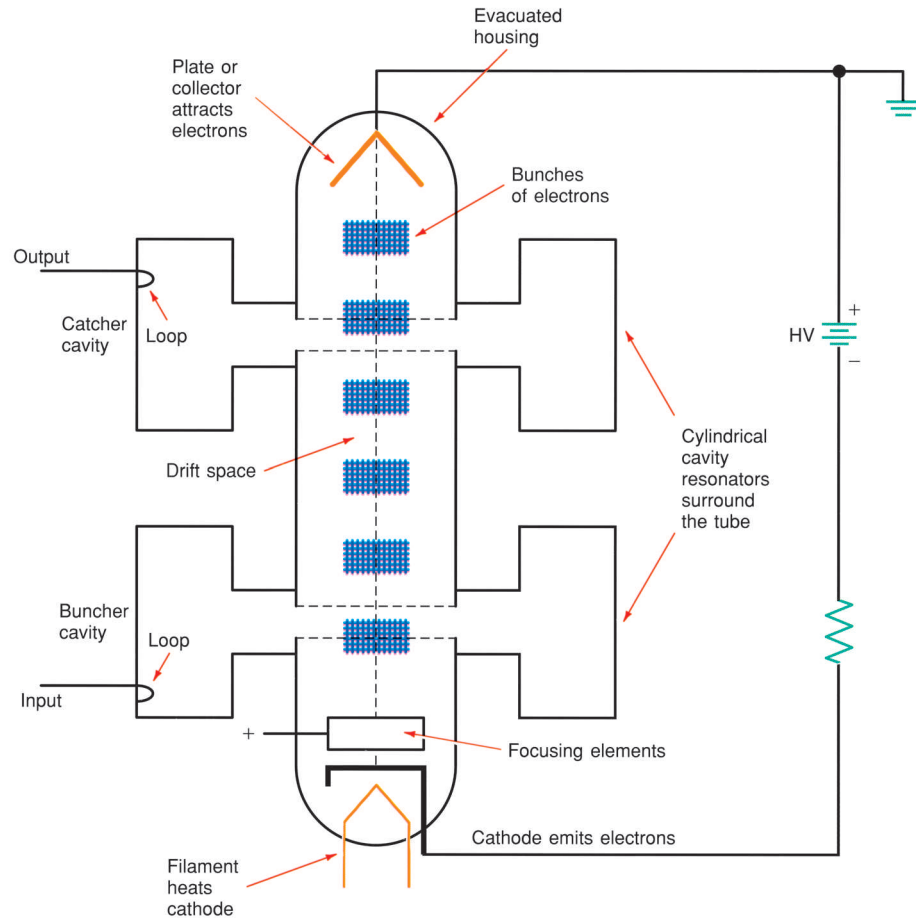 Evacuated
housing
Plate or
collector
attracts
electrons
Bunches
of electrons
Output
Catcher
cavity
Loop
+
HV
−
Drift space
Cylindrical
cavity
resonators
surround
the tube
Buncher
cavity
Loop
Input
+
Focusing elements
Cathode emits electrons
Filament
heats
cathode